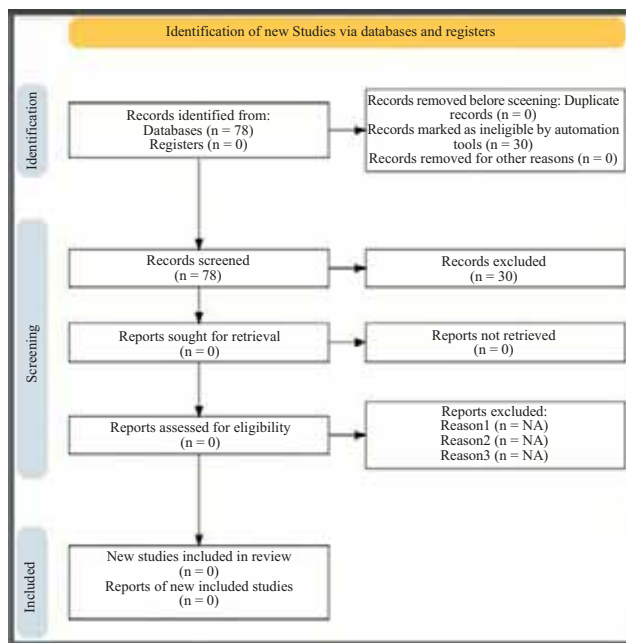 Identification of new Studies via databases and registers
Identification
Records identified from:
Databases (n = 78)
Registers (n = 0)
Records removed before sceening: Duplicate
records (n = 0)
Records marked as ineligible by automation
tools (n = 30)
Records removed for other reasons (n = 0)
Screening
Records screened
(n = 78)
Records excluded
(n = 30)
Reports sought for retrieval
(n = 0)
Reports not retrieved
(n = 0)
Reports assessed for eligibility
(n = 0)
Reports excluded:
Reason1 (n = NA)
Reason2 (n = NA)
Reason3 (n = NA)
Included
New studies included in review
(n = 0)
Reports of new included studies
(n = 0)